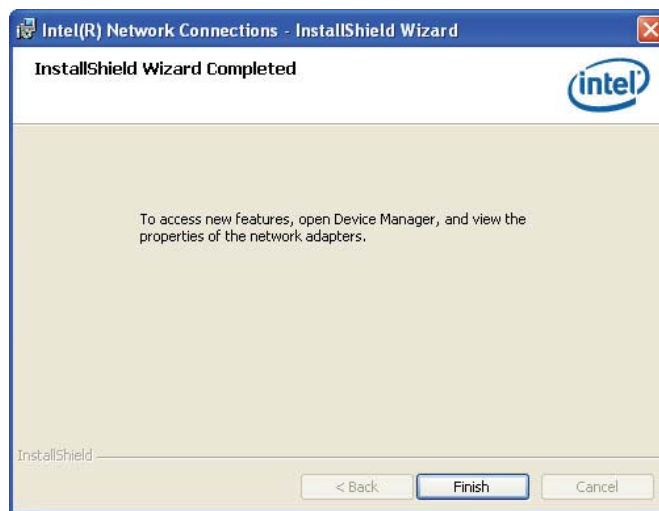 Intel(R) Network Connections - InstallShield Wizard
InstallShield Wizard Completed
intel
To access new features, open Device Manager, and view the
properties of the network adapters.
InstallShield
< Back
Finish
Cancel